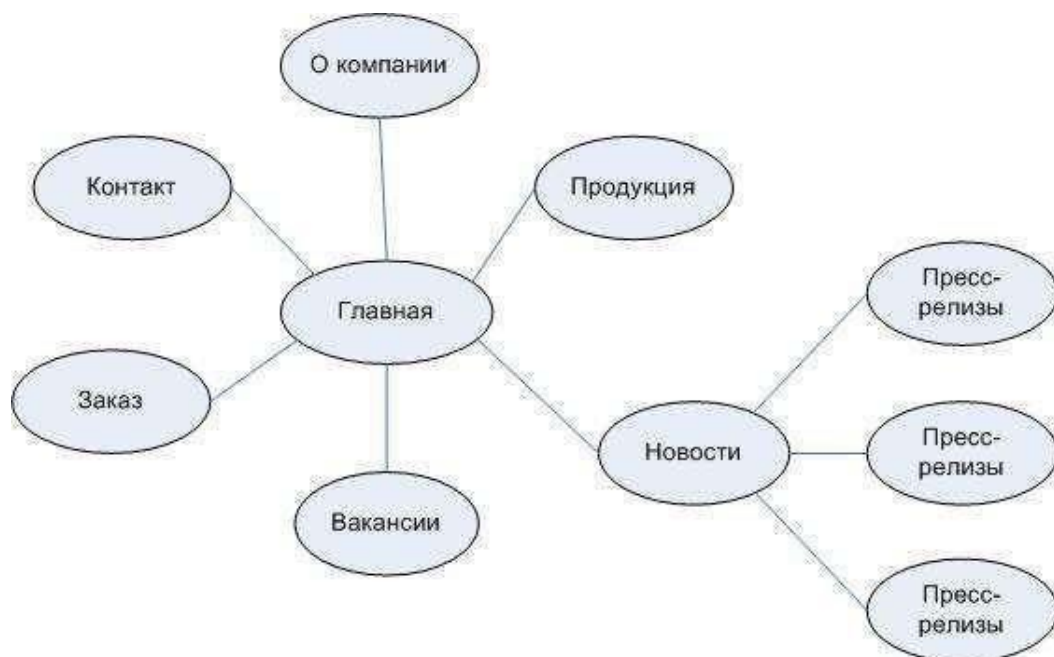 О компании
Контакт
Продукция
Главная
Пресс-
релизы
Заказ
Новости
Пресс-
релизы
Вакансии
Пресс-
релизы